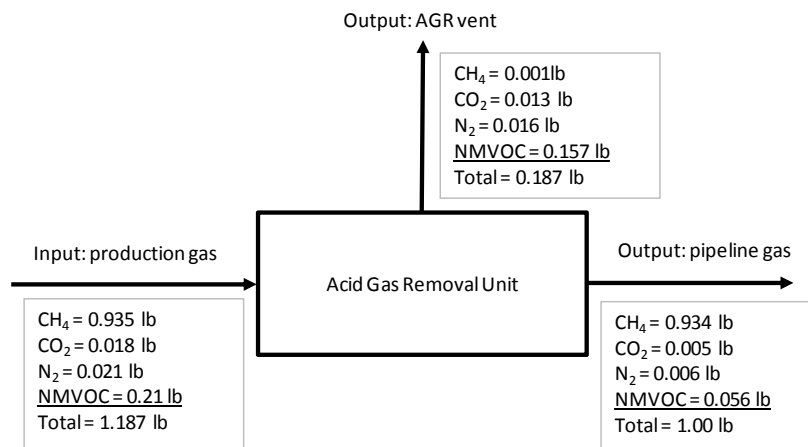 Output: AGR vent
CH₄ = 0.001lb
CO₂ = 0.013 lb
N₂ = 0.016 lb
NMVOC = 0.157 lb
Total = 0.187 lb
Input: production gas
Acid Gas Removal Unit
Output: pipeline gas
CH₄ = 0.935 lb
CO₂ = 0.018 lb
N₂ = 0.021 lb
NMVOC = 0.21 lb
Total = 1.187 lb
CH₄ = 0.934 lb
CO₂ = 0.005 lb
N₂ = 0.006 lb
NMVOC = 0.056 lb
Total = 1.00 lb